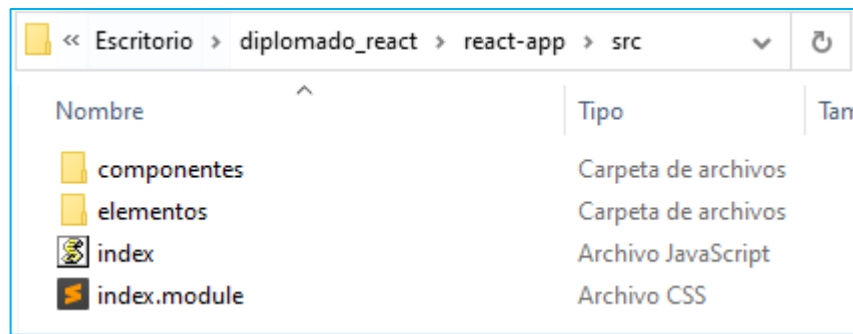 « Escritorio > diplomado_react > react-app > src
Nombre Tipo Tam
componentes Carpeta de archivos
elementos Carpeta de archivos
index Archivo JavaScript
index.module Archivo CSS